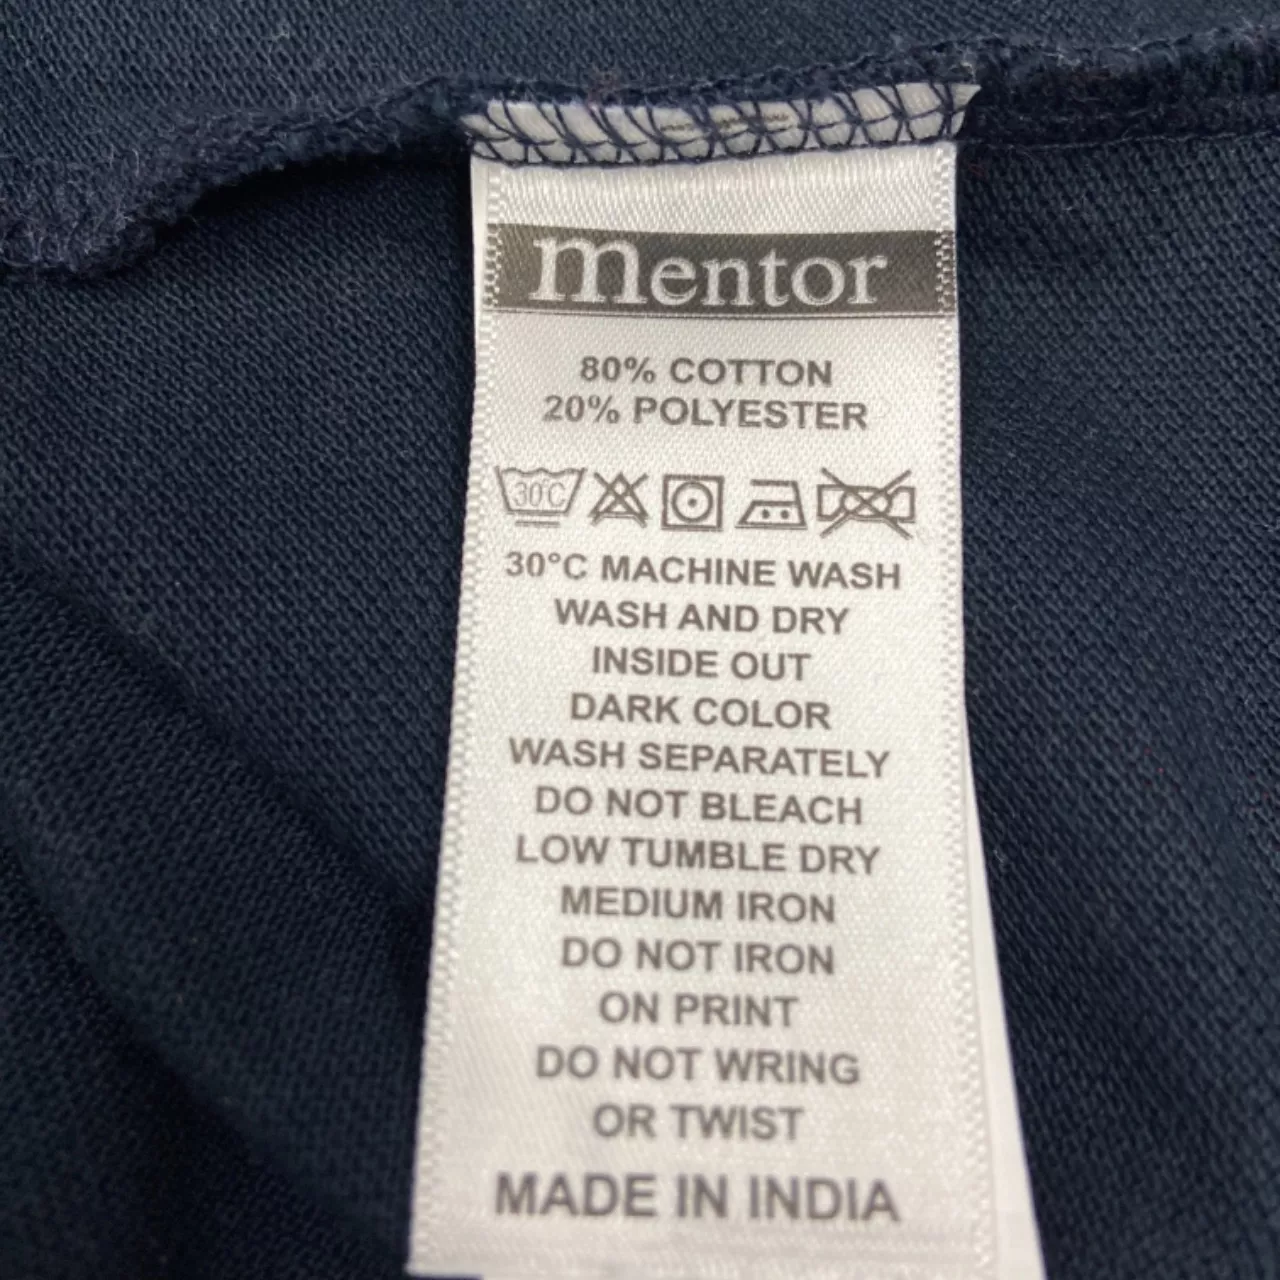 mentor
80% COTTON
20% POLYESTER
30°C
30°C MACHINE WASH
WASH AND DRY
INSIDE OUT
DARK COLOR
WASH SEPARATELY
DO NOT BLEACH
LOW TUMBLE DRY
MEDIUM IRON
DO NOT IRON
ON PRINT
DO NOT WRING
OR TWIST
MADE IN INDIA